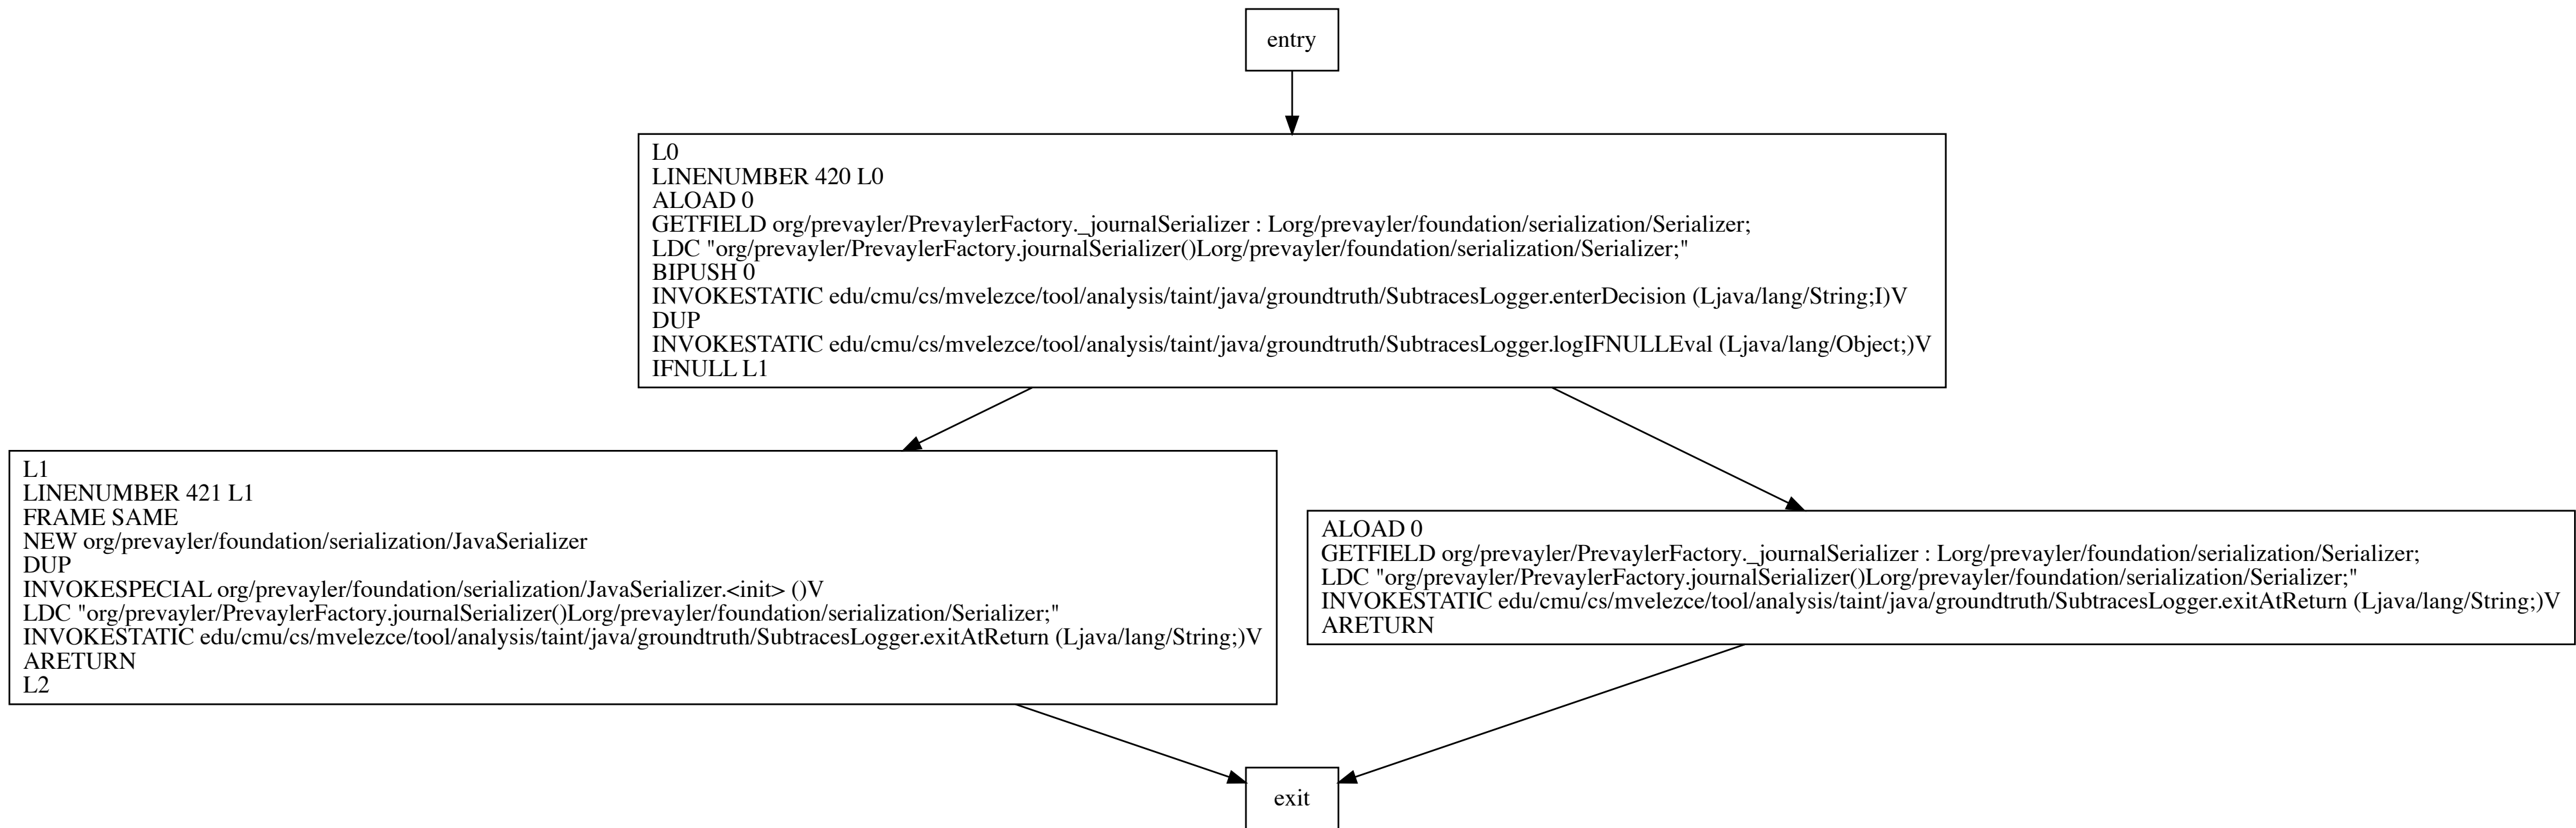 entry
L0
LINENUMBER 420 L0
ALOAD 0
GETFIELD org/prevayler/PrevaylerFactory._journalSerializer : Lorg/prevayler/foundation/serialization/Serializer;
LDC "org/prevayler/PrevaylerFactory.journalSerializer()Lorg/prevayler/foundation/serialization/Serializer;"
BIPUSH 0
INVOKESTATIC edu/cmu/cs/mvelezce/tool/analysis/taint/java/groundtruth/SubtracesLogger.enterDecision (Ljava/lang/String;I)V
DUP
INVOKESTATIC edu/cmu/cs/mvelezce/tool/analysis/taint/java/groundtruth/SubtracesLogger.logIFNULLEval (Ljava/lang/Object;)V
IFNULL L1
L1
LINENUMBER 421 L1
FRAME SAME
NEW org/prevayler/foundation/serialization/JavaSerializer
DUP
INVOKESPECIAL org/prevayler/foundation/serialization/JavaSerializer.<init> ()V
LDC "org/prevayler/PrevaylerFactory.journalSerializer()Lorg/prevayler/foundation/serialization/Serializer;"
INVOKESTATIC edu/cmu/cs/mvelezce/tool/analysis/taint/java/groundtruth/SubtracesLogger.exitAtReturn (Ljava/lang/String;)V
ARETURN
L2
ALOAD 0
GETFIELD org/prevayler/PrevaylerFactory._journalSerializer : Lorg/prevayler/foundation/serialization/Serializer;
LDC "org/prevayler/PrevaylerFactory.journalSerializer()Lorg/prevayler/foundation/serialization/Serializer;"
INVOKESTATIC edu/cmu/cs/mvelezce/tool/analysis/taint/java/groundtruth/SubtracesLogger.exitAtReturn (Ljava/lang/String;)V
ARETURN
exit